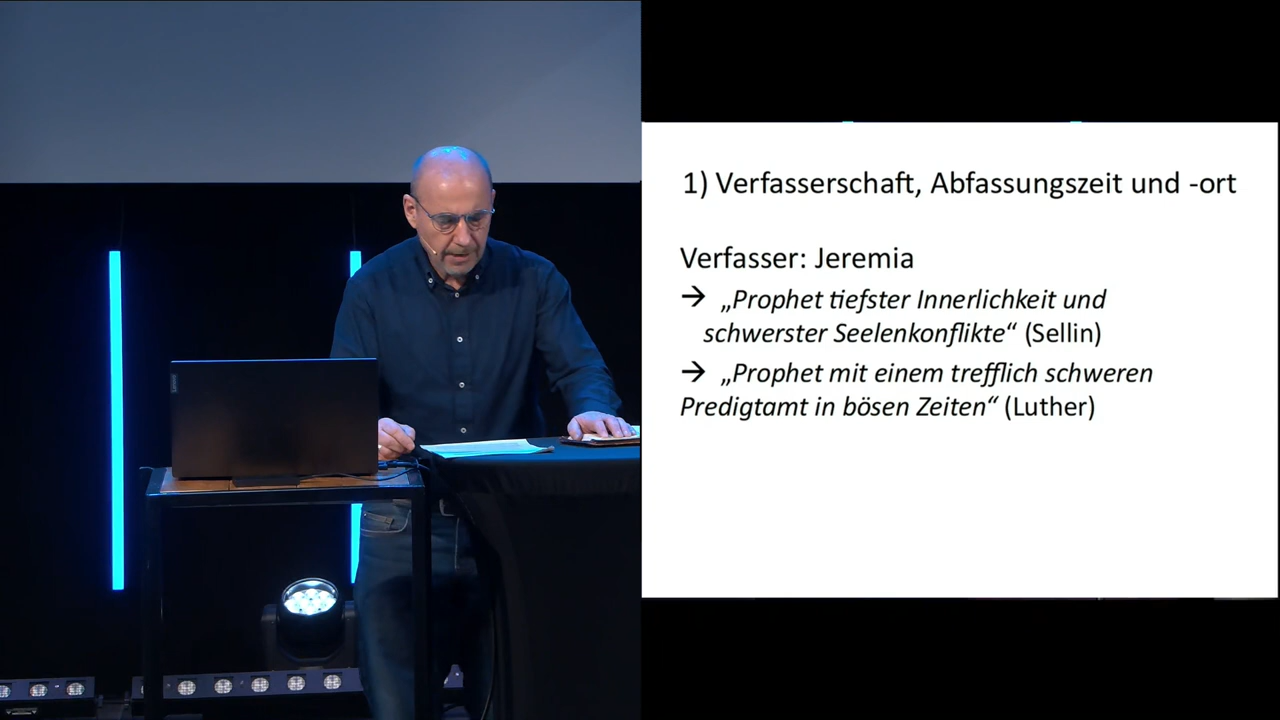 1) Verfasserschaft, Abfassungszeit und -ort
Verfasser: Jeremia
→ „Prophet tiefster Innerlichkeit und
schwerster Seelenkonflikte“ (Sellin)
→ „Prophet mit einem trefflich schweren
Predigtamt in bösen Zeiten“ (Luther)
Lenovo